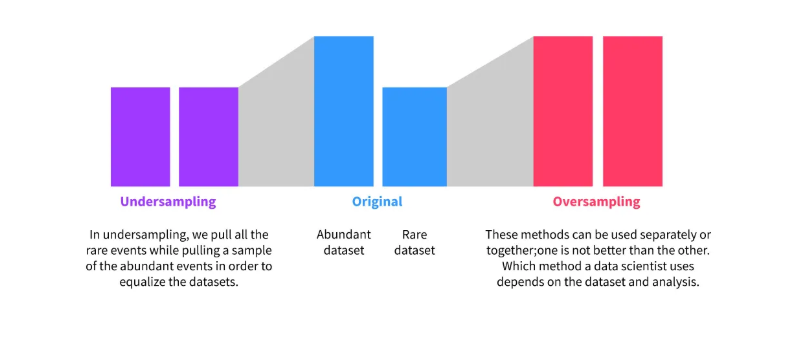 Undersampling
Original
Oversampling
In undersampling, we pull all the
rare events while pulling a sample
of the abundant events in order to
equalize the datasets.
Abundant
dataset
Rare
dataset
These methods can be used separately or
together;one is not better than the other.
Which method a data scientist uses
depends on the dataset and analysis.